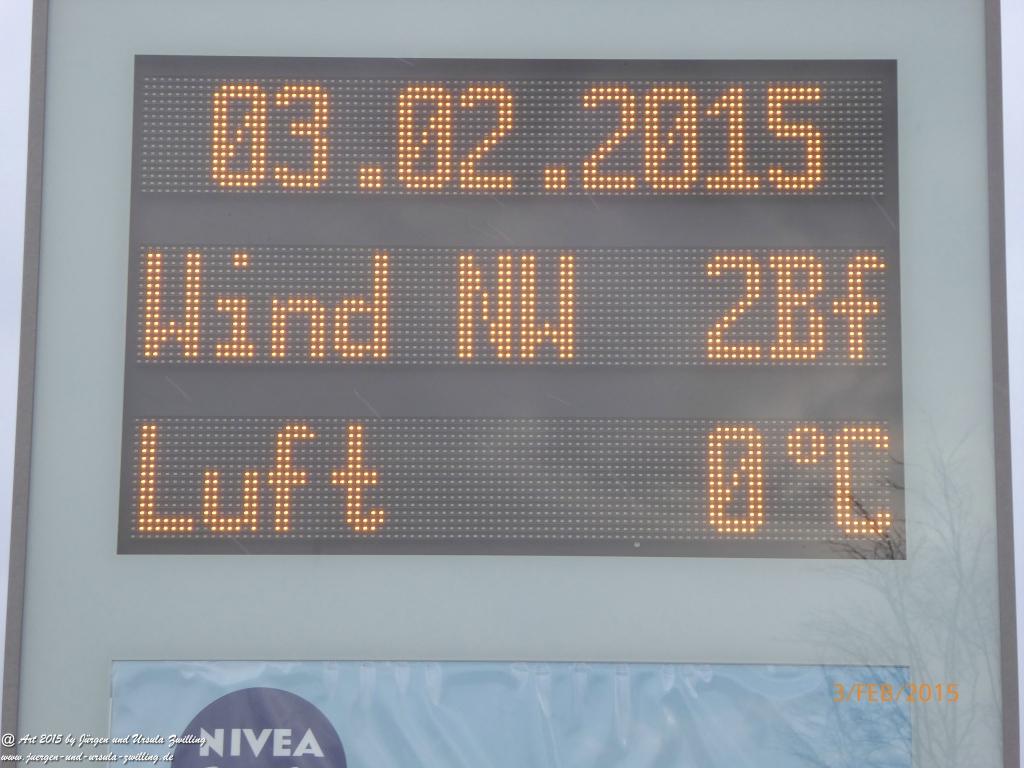 03.02.2015
Wind NW 2Bf
Luft 0°C
3/FEB/2015
NIVEA
@ Art 2015 by Jürgen und Ursula Zwilling
www.juergen-und-ursula-zwilling.de